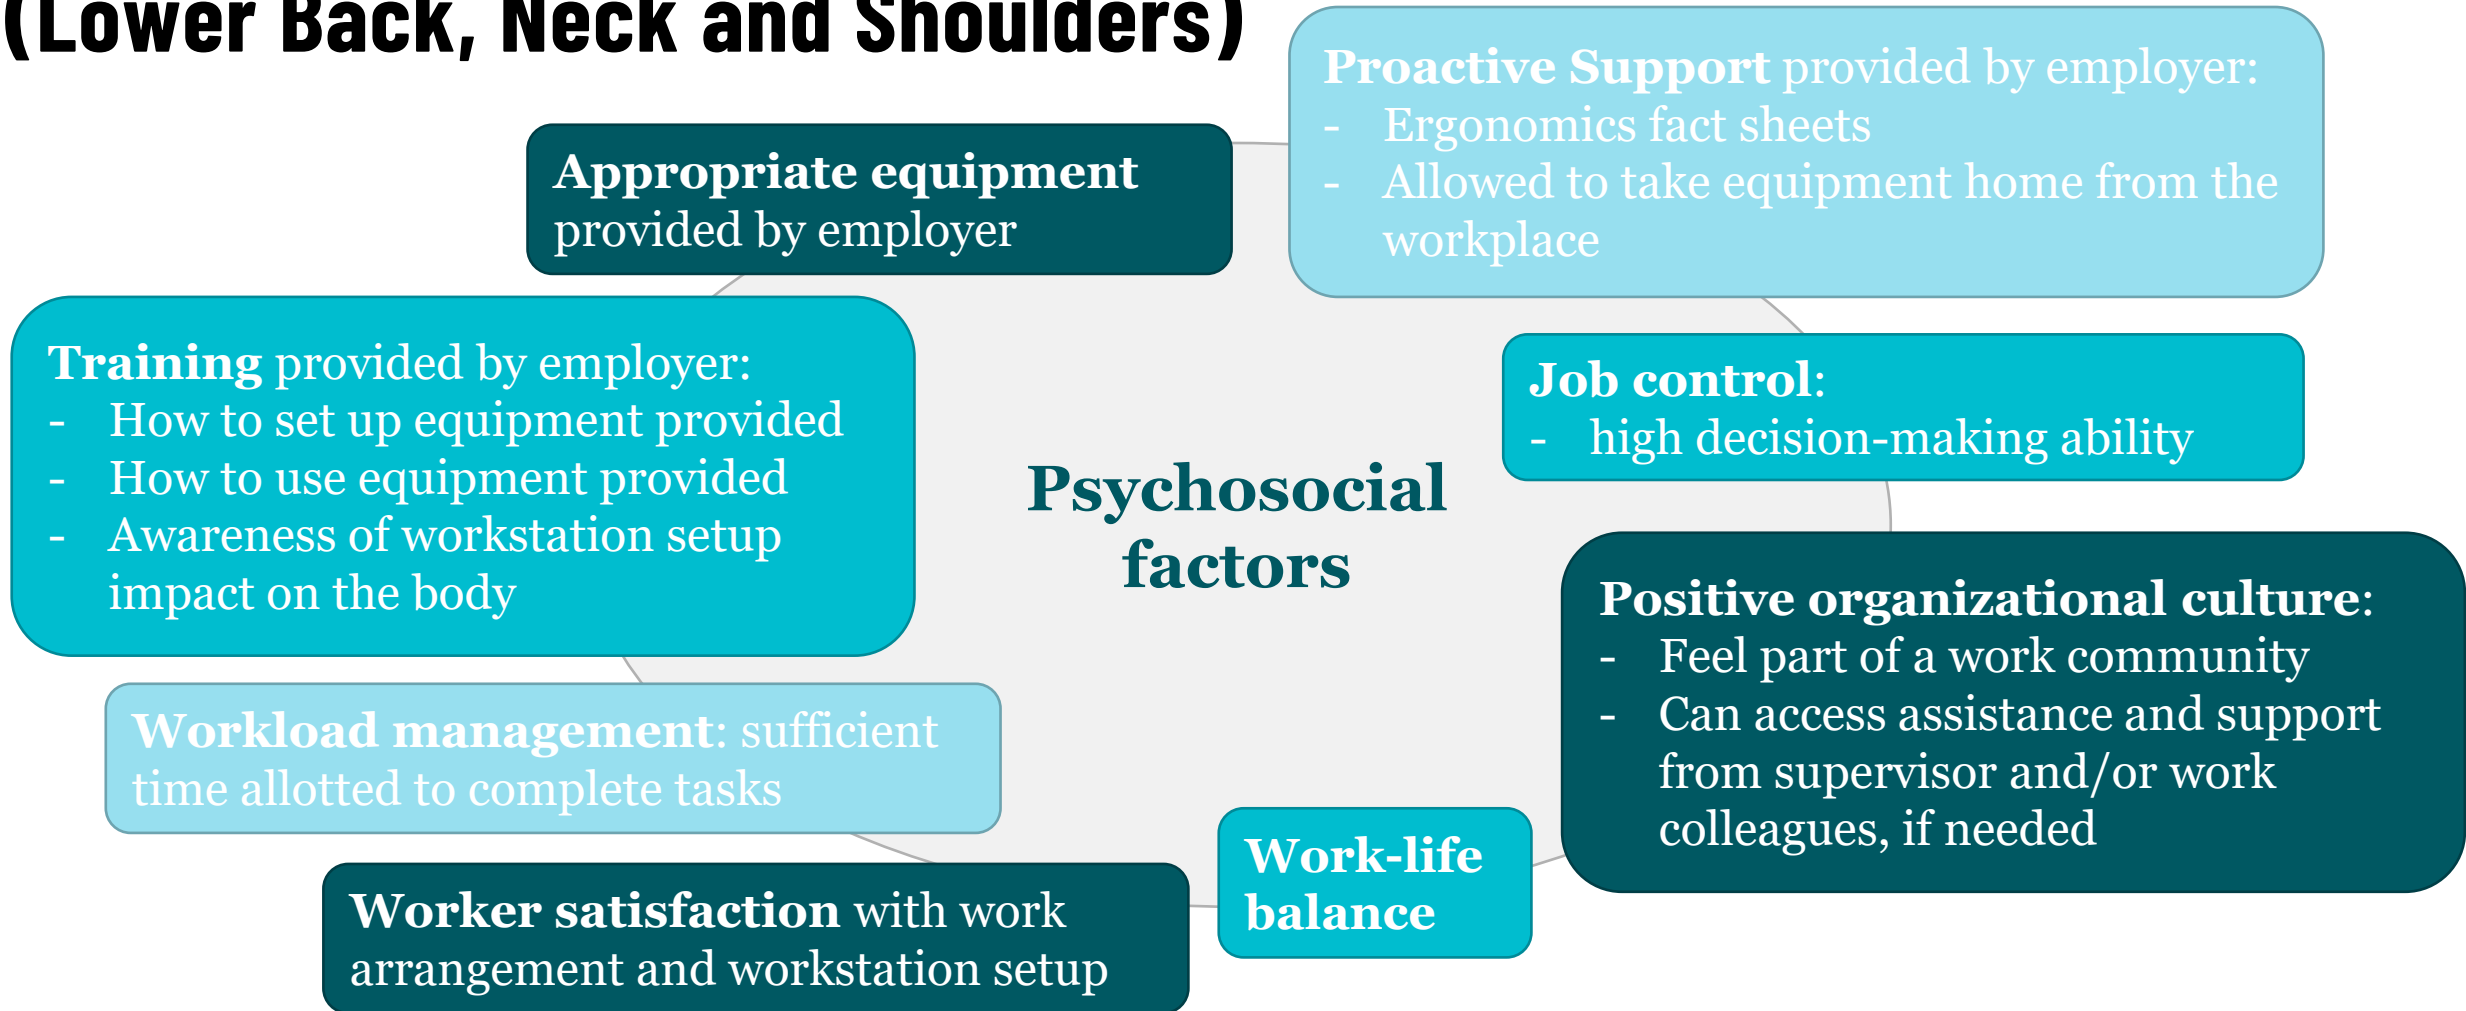 (Lower Back, Neck and Shoulders)
Proactive Support provided by employer:
- Ergonomics fact sheets
- Allowed to take equipment home from the
workplace
Appropriate equipment
provided by employer
Training provided by employer:
- How to set up equipment provided
- How to use equipment provided
- Awareness of workstation setup
impact on the body
Job control:
- high decision-making ability
Psychosocial
factors
Positive organizational culture:
- Feel part of a work community
- Can access assistance and support
from supervisor and/or work
colleagues, if needed
Workload management: sufficient
time allotted to complete tasks
Work-life
balance
Worker satisfaction with work
arrangement and workstation setup